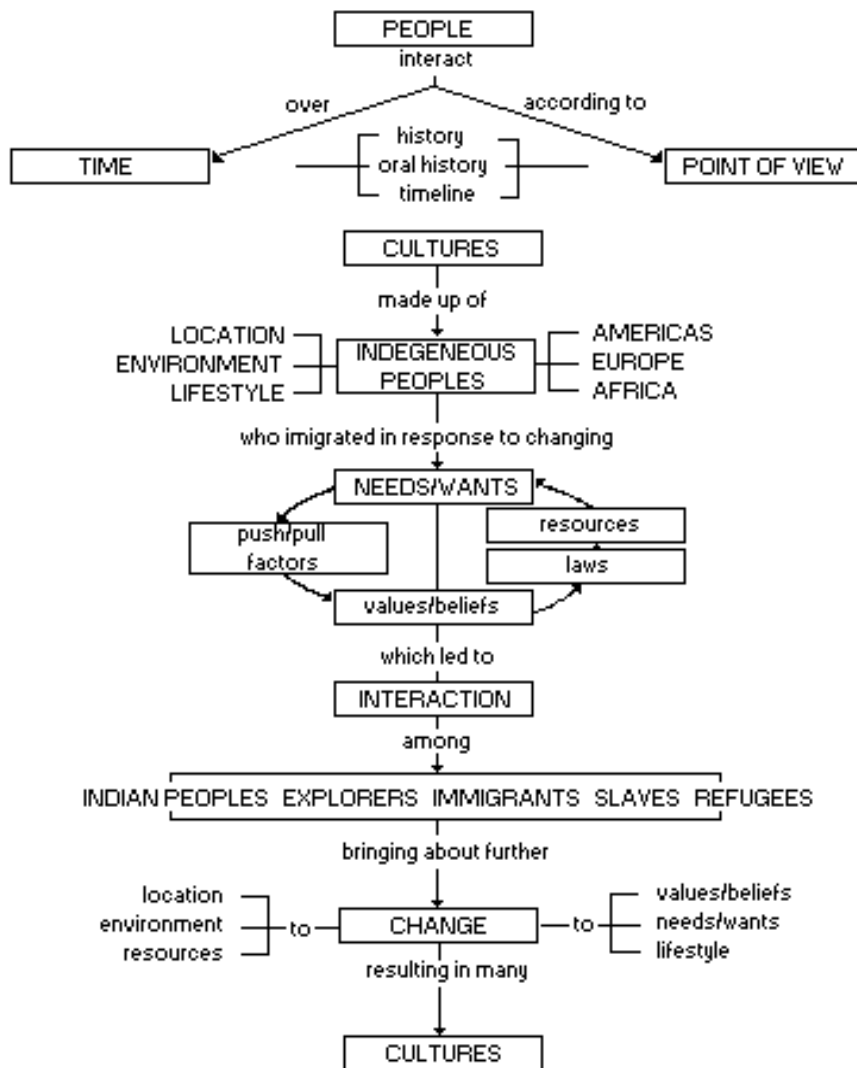 PEOPLE
interact
over
according to
history
TIME
oral history
POINT OF VIEW
timeline
CULTURES
made up of
LOCATION
AMERICAS
ENVIRONMENT
INDEGENEOUS
PEOPLES
EUROPE
LIFESTYLE
AFRICA
who imigrated in response to changing
NEEDS/WANTS
push/pull
factors
resources
laws
values/beliefs
which led to
INTERACTION
among
INDIAN PEOPLES EXPLORERS IMMIGRANTS SLAVES REFUGEES
bringing about further
location
environment
resources
to
CHANGE
to
values/beliefs
needs/wants
lifestyle
resulting in many
CULTURES